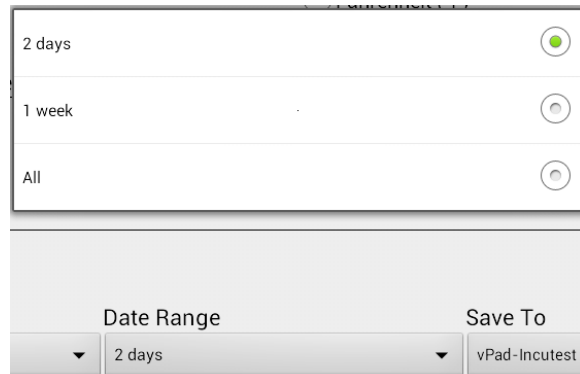 2 days
1 week
All
Date Range
Save To
2 days
vPad-Incutest